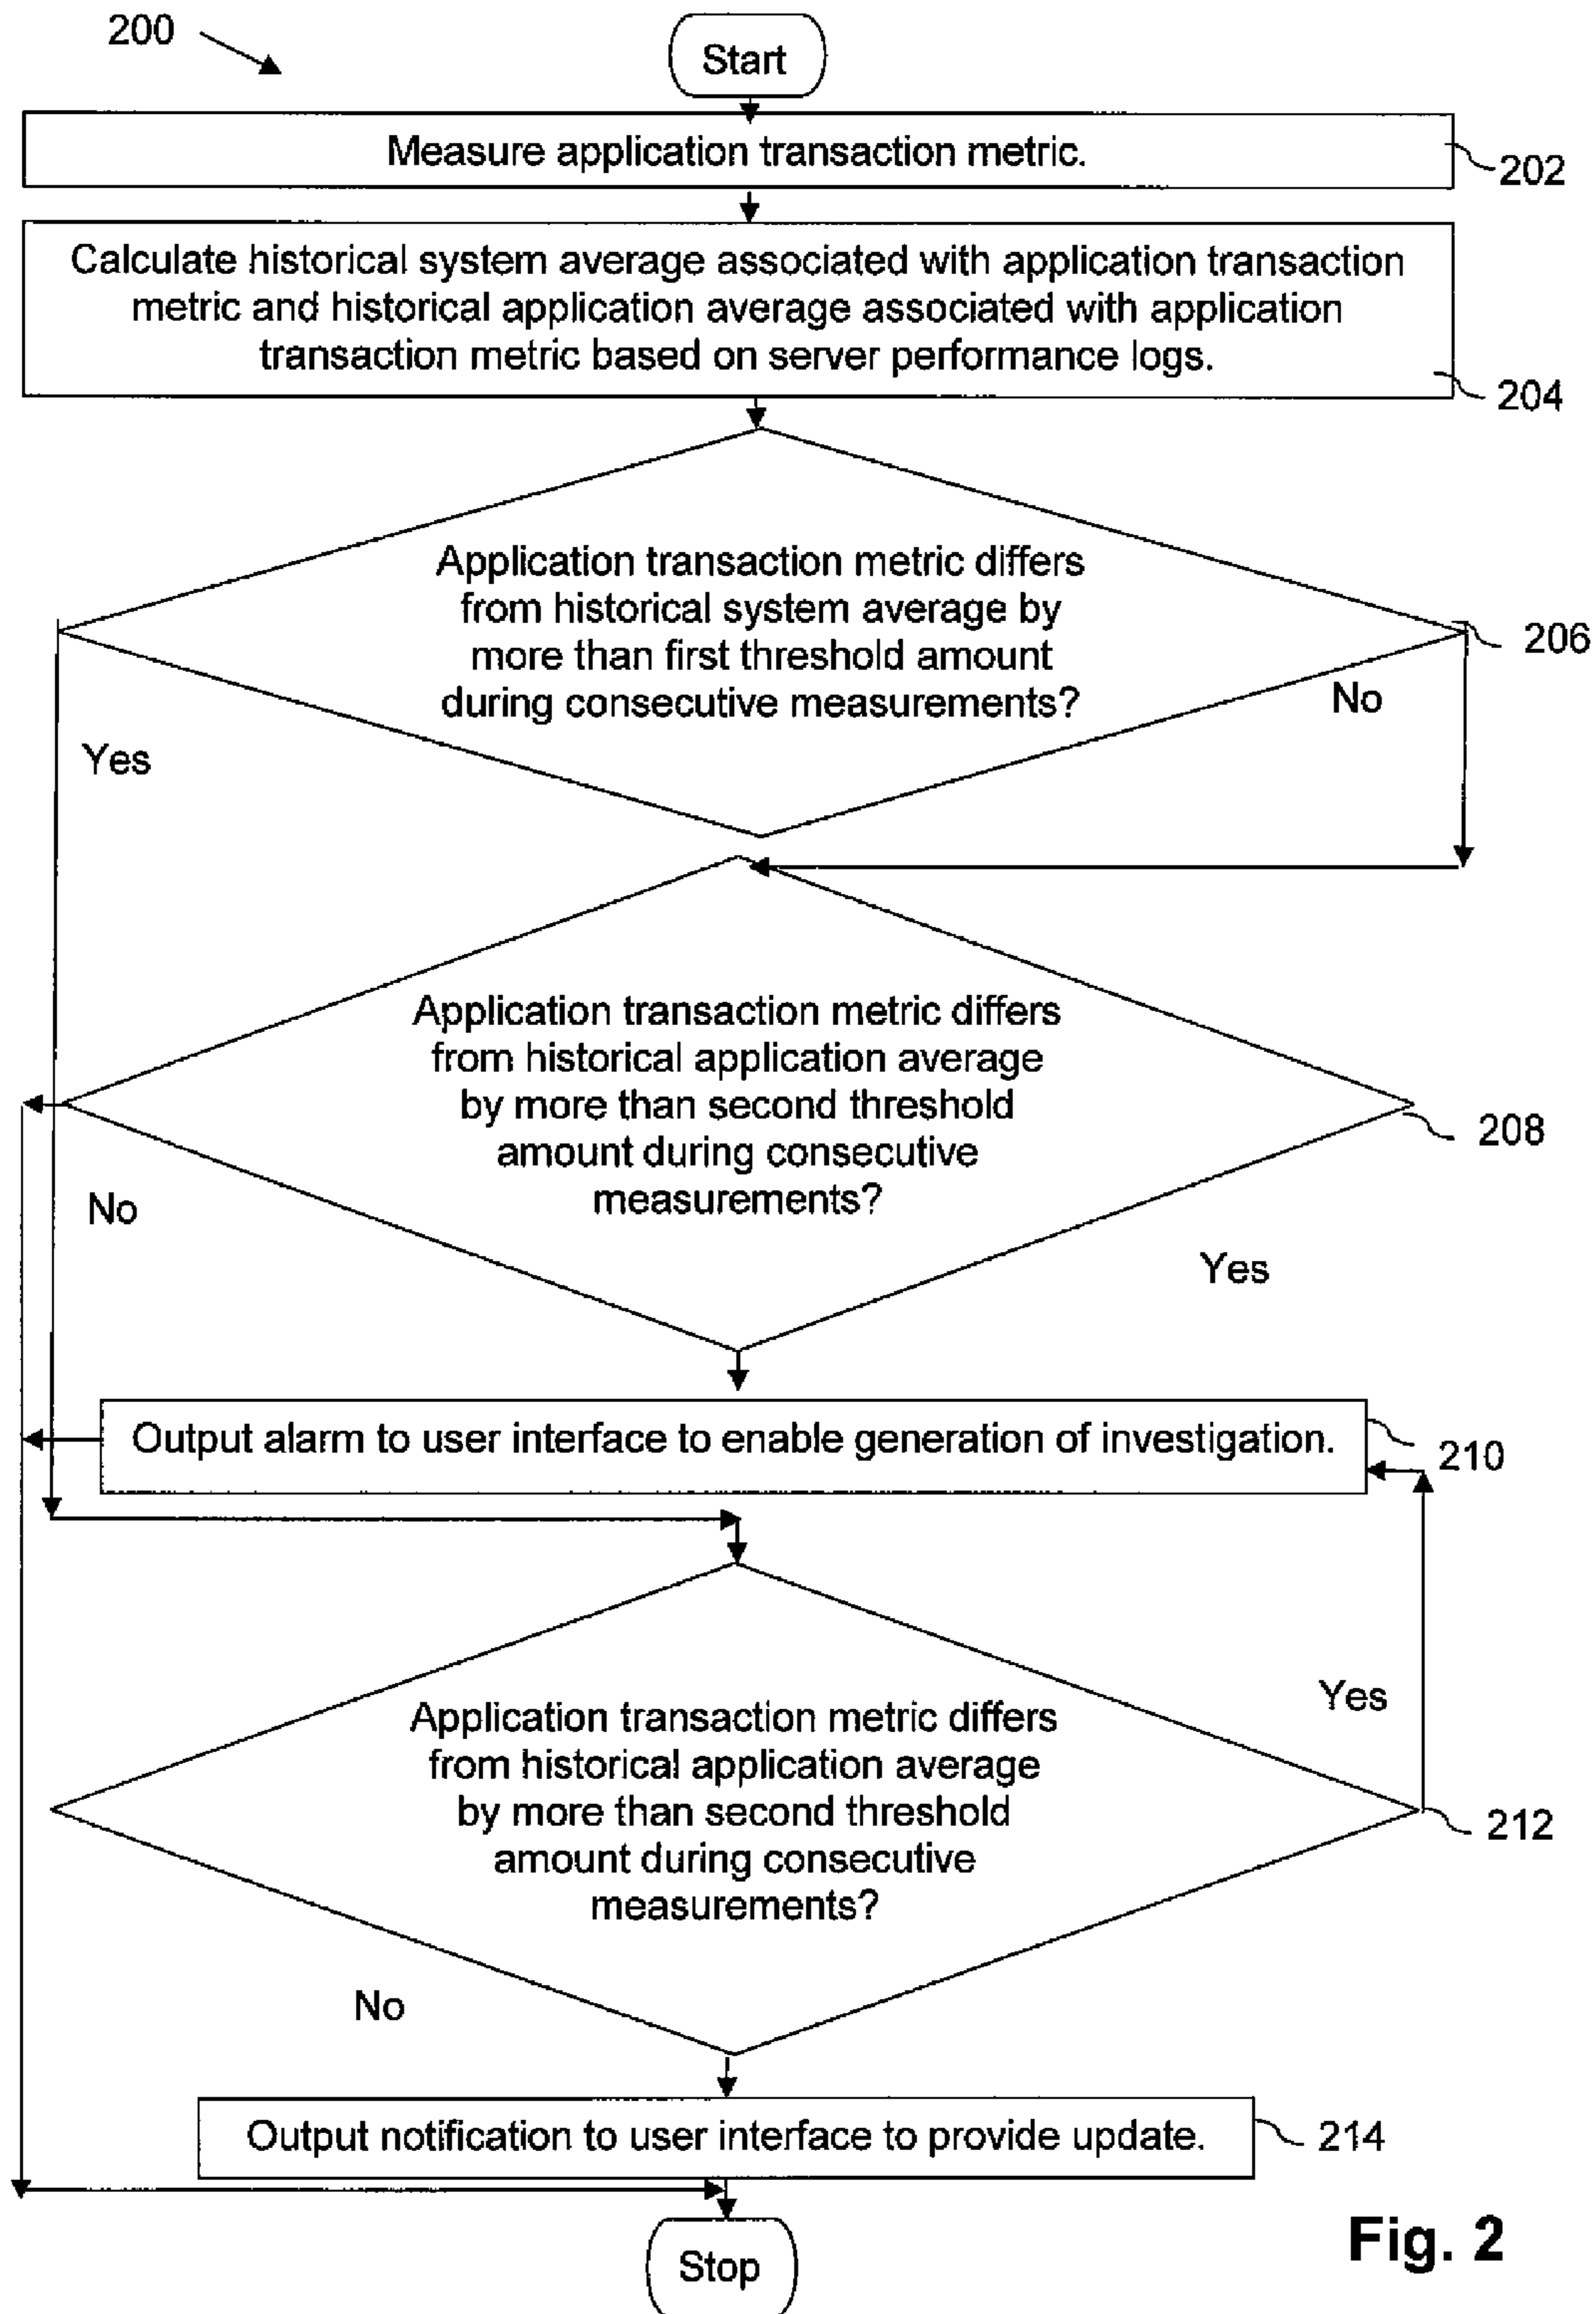 200
Start
Measure application transaction metric.
202
Calculate historical system average associated with application transaction
metric and historical application average associated with application
transaction metric based on server performance logs.
204
Application transaction metric differs
from historical system average by
more than first threshold amount
during consecutive measurements?
206
No
Yes
Application transaction metric differs
from historical application average
by more than second threshold
amount during consecutive
measurements?
208
No
Yes
Output alarm to user interface to enable generation of investigation.
210
Yes
Application transaction metric differs
from historical application average
by more than second threshold
amount during consecutive
measurements?
212
No
Output notification to user interface to provide update.
214
Stop
Fig. 2